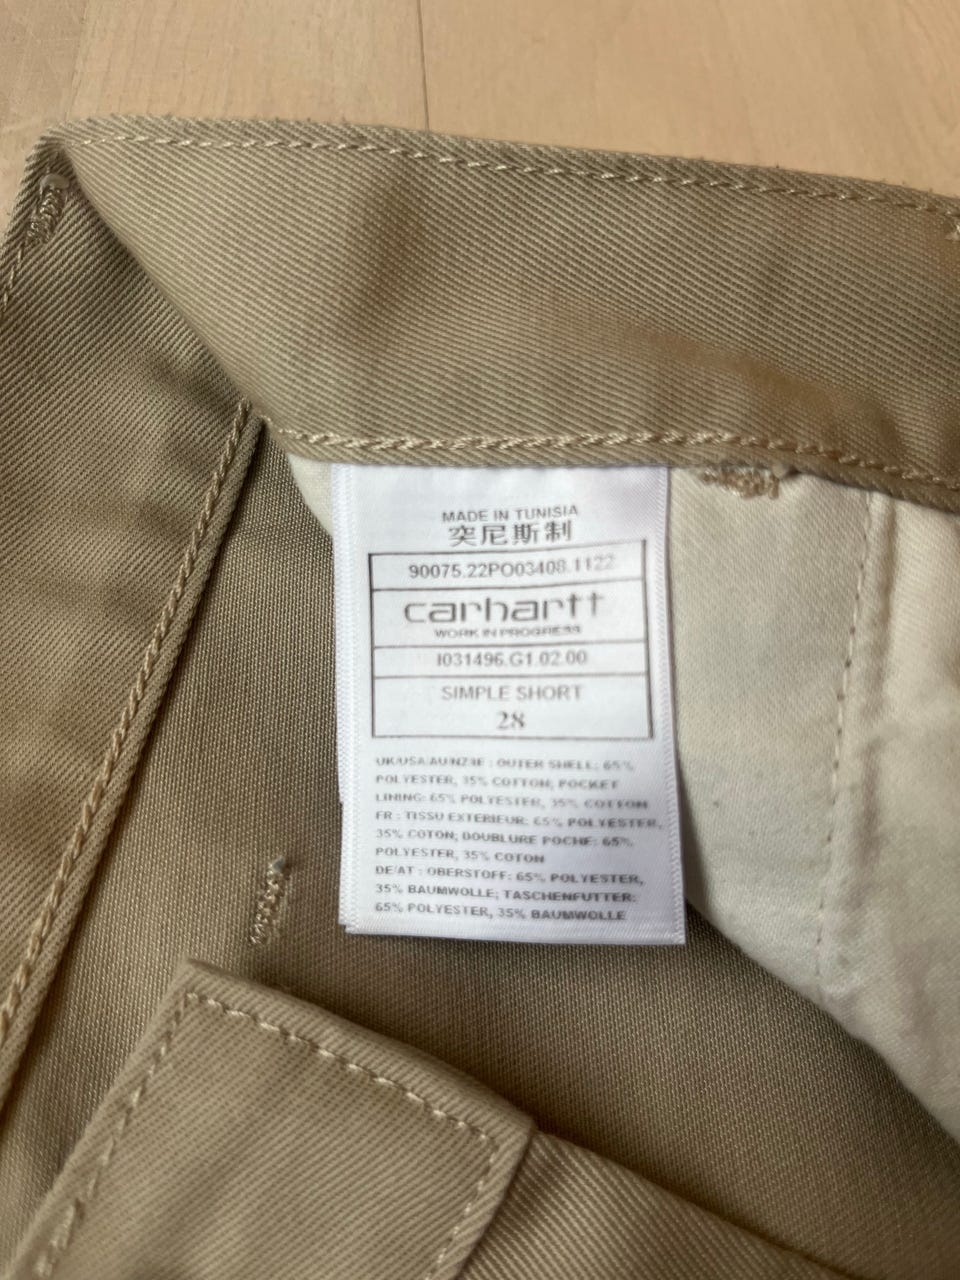 MADE IN TUNISIA
突尼斯制
90075.22PO03408.1122
carhartt
WORK IN PROGRESS
I031496.G1.02.00
SIMPLE SHORT
28
UK/USA/AU/NZ/IE : OUTER SHELL: 65%
POLYESTER, 35% COTTON; POCKET
LINING: 65% POLYESTER, 35% COTTON
FR : TISSU EXTERIEUR: 65% POLYESTER,
35% COTON; DOUBLURE POCHE: 65%
POLYESTER, 35% COTON
DE/AT : OBERSTOFF: 65% POLYESTER,
35% BAUMWOLLE; TASCHENFUTTER:
65% POLYESTER, 35% BAUMWOLLE